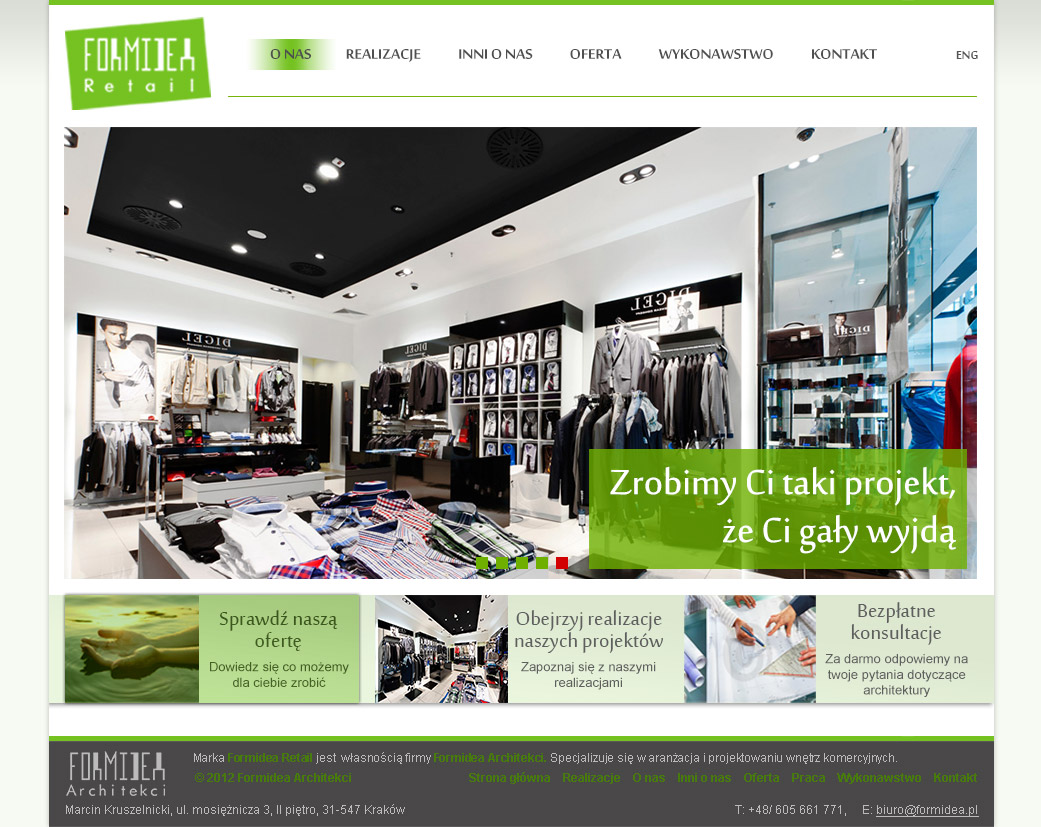 FORMIDEA
Retail
O NAS REALIZACJE INNI O NAS OFERTA WYKONAWSTWO KONTAKT ENG
DIGEL
DIGEL
DIGEL
DIGEL
Zrobimy Ci taki projekt,
że Ci gały wyjdą
Sprawdź naszą
ofertę
Dowiedz się co możemy
dla ciebie zrobić
Obejrzyj realizacje
naszych projektów
Zapoznaj się z naszymi
realizacjami
Bezpłatne
konsultacje
Za darmo odpowiemy na
twoje pytania dotyczące
architektury
FORMIDEA
Architekci
Marka Formidea Retail jest własnością firmy Formidea Architekci. Specjalizuje się w aranżacja i projektowaniu wnętrz komercyjnych.
© 2012 Formidea Architekci Strona główna Realizacje O nas Inni o nas Oferta Praca Wykonawstwo Kontakt
Marcin Kruszelnicki, ul. mosiężnicza 3, II piętro, 31-547 Kraków T: +48/ 605 661 771, E: biuro@formidea.pl